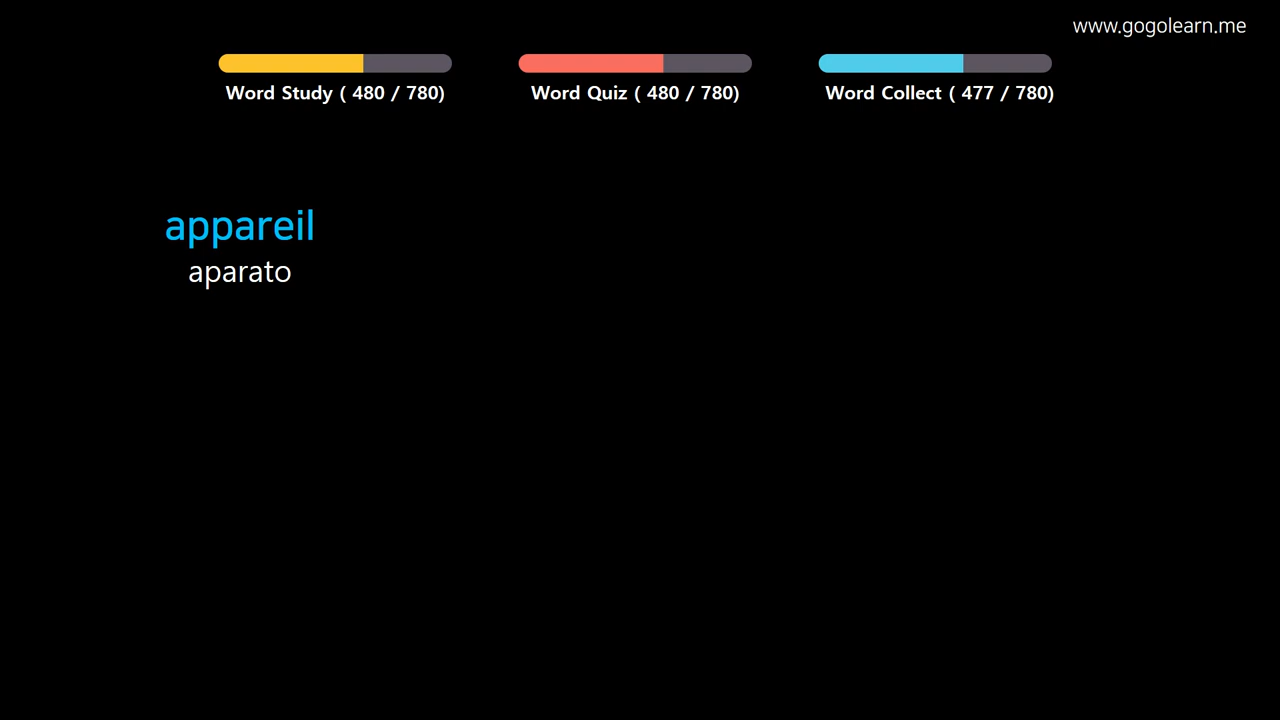 www.gogolearn.me
Word Study ( 480 / 780)
Word Quiz ( 480 / 780)
Word Collect ( 477 / 780)
appareil
aparato